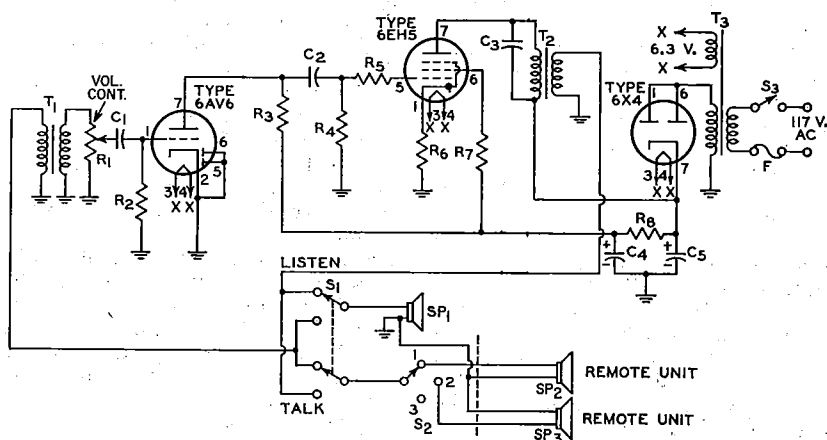 TYPE
6EH5
T3
X
6.3 V.
X
T2
C3
7
C2
R5
5
6
TYPE
6AV6
7
VOL.
CONT.
T1
C1
R1
1
6
5
2
3 4
X X
R2
R3
R4
1
3 4
X X
R6
R7
TYPE
6X4
1
6
3 4
X X
7
S3
117 V.
AC
F
R8
+
-
C4
+
-
C5
LISTEN
S1
SP1
TALK
1
2
3
S2
SP2
REMOTE UNIT
SP3
REMOTE UNIT